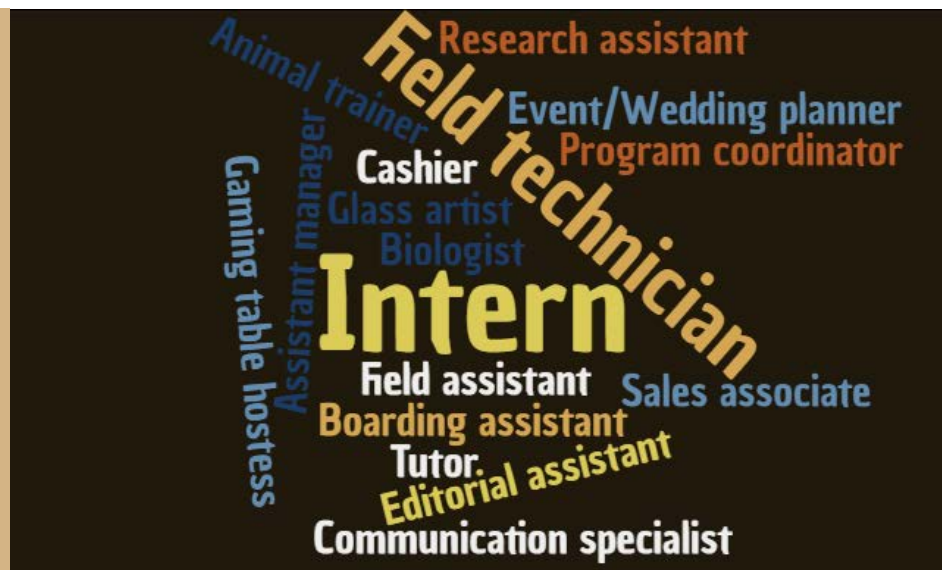 Animal trainer
Field technician
Research assistant
Event/Wedding planner
Program coordinator
Cashier
Assistant manager
Gaming table hostess
Glass artist
Biologist
Intern
Field assistant
Sales associate
Boarding assistant
Tutor
Editorial assistant
Communication specialist